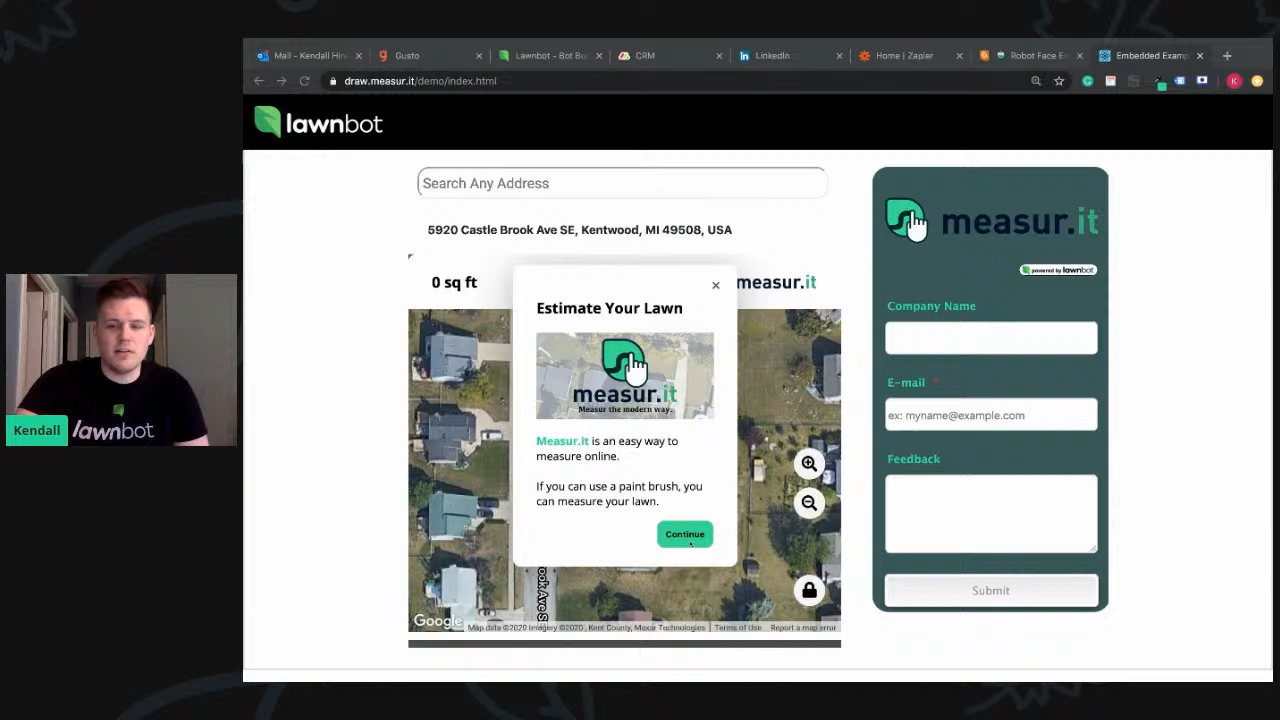 Mail - Kendall Hin
Gusto
Lawnbot - Bot Bu
CRM
LinkedIn
Home | Zapier
Robot Face Em
Embedded Examp
draw.measur.it/demo/index.html
lawnbot
Search Any Address
5920 Castle Brook Ave SE, Kentwood, MI 49508, USA
0 sq ft
measur.it
Estimate Your Lawn
measur.it
Measur the modern way.
Measur.it is an easy way to
measure online.
If you can use a paint brush, you
can measure your lawn.
Continue
rook Ave S
Google
Map data ©2020 Imagery ©2020 , Kent County, Maxar Technologies
Terms of Use
Report a map error
measur.it
powered by lawnbot
Company Name
E-mail *
ex: myname@example.com
Feedback
Submit
Kendall
lawnbot
K